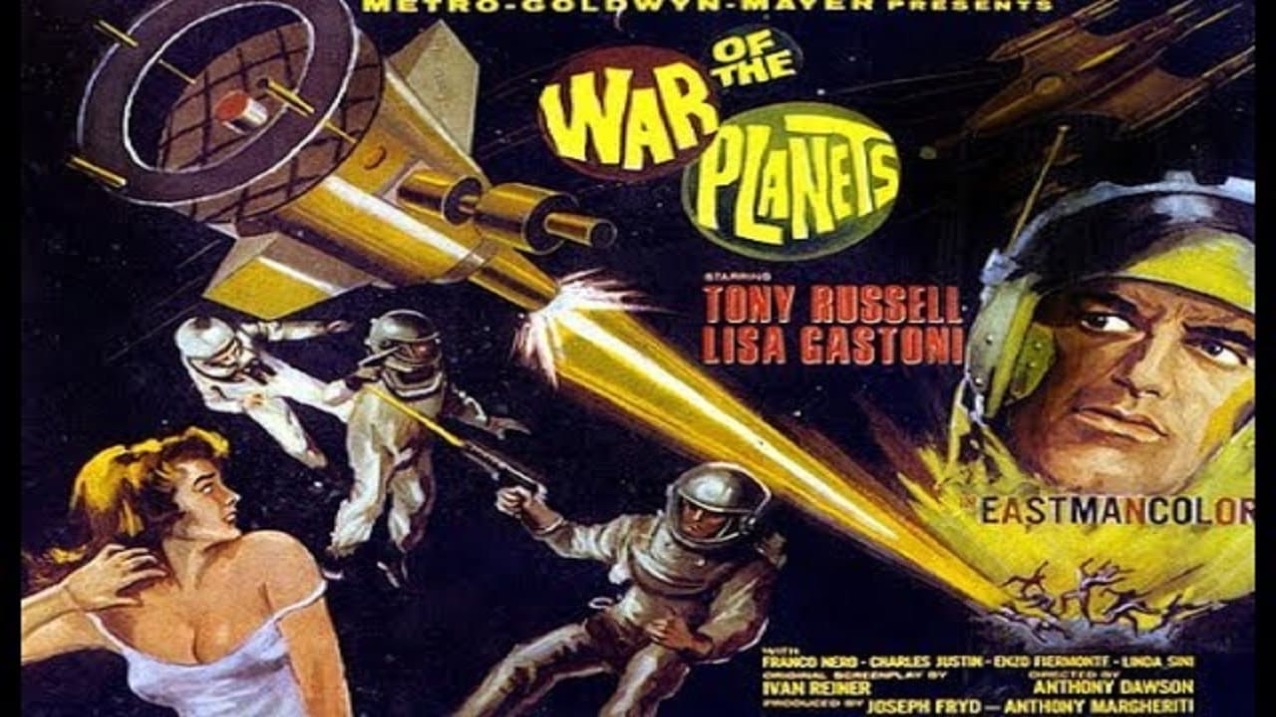 METRO-GOLDWYN-MAYER PRESENTS
WAR OF THE PLANETS
STARRING
TONY RUSSELL
LISA GASTONI
EASTMANCOLOR
WITH
FRANCO NERO - CHARLES JUSTIN - ENZO FIERMONTE - LINDA SINI
ORIGINAL SCREENPLAY BY
IVAN REINER
DIRECTED BY
ANTHONY DAWSON
PRODUCED BY JOSEPH FRYD — ANTHONY MARGHERITI